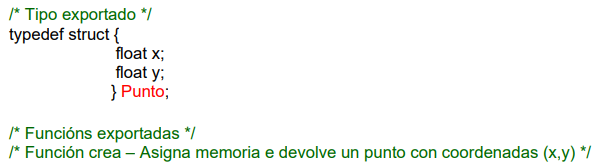 /* Tipo exportado */
typedef struct {
float x;
float y;
} Punto;
/* Funcións exportadas */
/* Función crea – Asigna memoria e devolve un punto con coordenadas (x,y) */